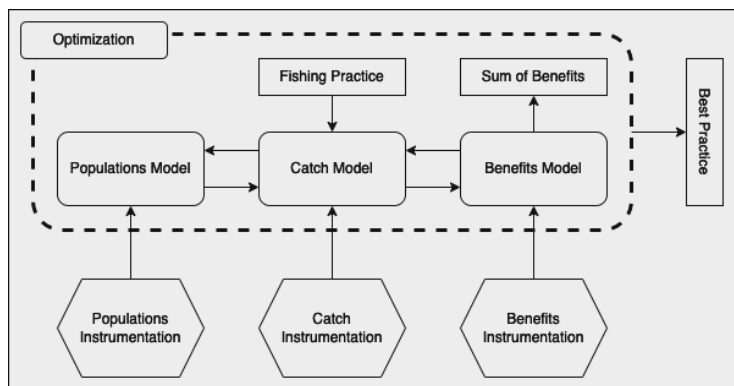 Optimization
Fishing Practice
Sum of Benefits
Best Practice
Populations Model
Catch Model
Benefits Model
Populations
Instrumentation
Catch
Instrumentation
Benefits
Instrumentation